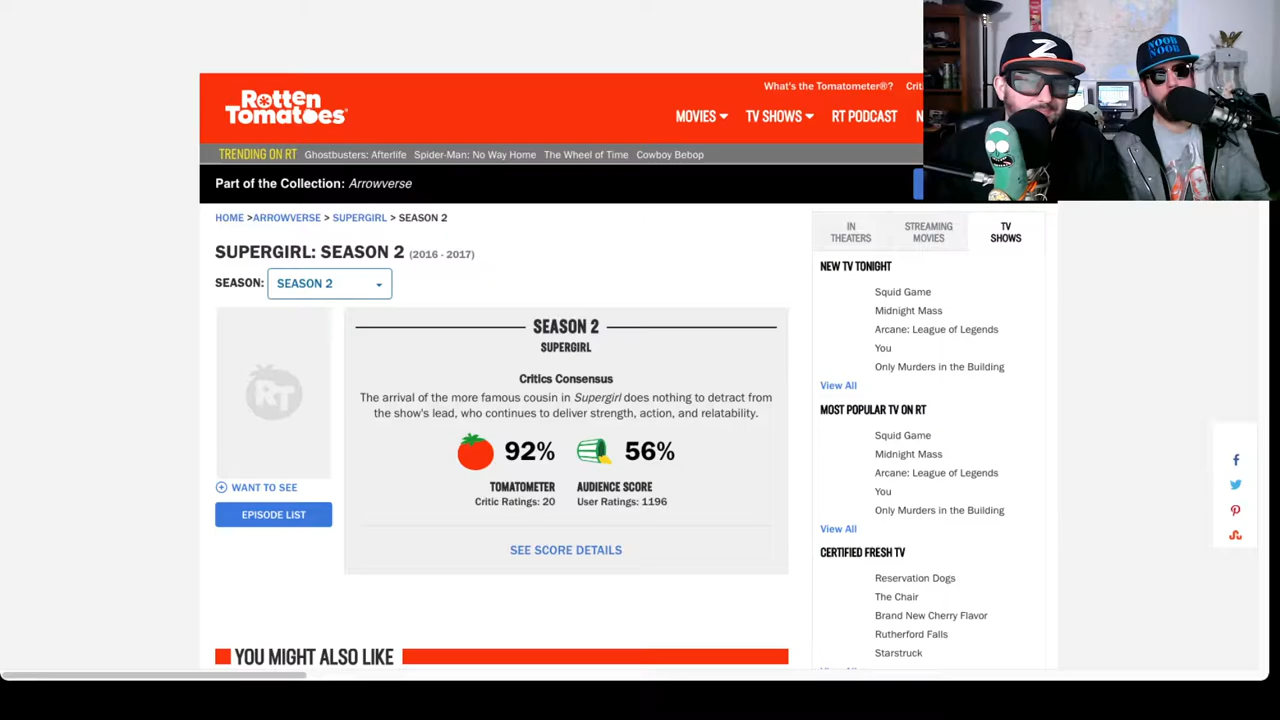 What's the Tomatometer®? Crit
Rotten
Tomatoes
MOVIES TV SHOWS RT PODCAST N
TRENDING ON RT Ghostbusters: Afterlife Spider-Man: No Way Home The Wheel of Time Cowboy Bebop
Part of the Collection: Arrowverse
HOME >ARROWVERSE > SUPERGIRL > SEASON 2
SUPERGIRL: SEASON 2 (2016 - 2017)
SEASON: SEASON 2
SEASON 2
SUPERGIRL
Critics Consensus
The arrival of the more famous cousin in Supergirl does nothing to detract from
the show's lead, who continues to deliver strength, action, and relatability.
92% 56%
TOMATOMETER AUDIENCE SCORE
Critic Ratings: 20 User Ratings: 1196
SEE SCORE DETAILS
RT
WANT TO SEE
EPISODE LIST
YOU MIGHT ALSO LIKE
IN
THEATERS
STREAMING
MOVIES
TV
SHOWS
NEW TV TONIGHT
Squid Game
Midnight Mass
Arcane: League of Legends
You
Only Murders in the Building
View All
MOST POPULAR TV ON RT
Squid Game
Midnight Mass
Arcane: League of Legends
You
Only Murders in the Building
View All
CERTIFIED FRESH TV
Reservation Dogs
The Chair
Brand New Cherry Flavor
Rutherford Falls
Starstruck
Z
NOOB
NOOB